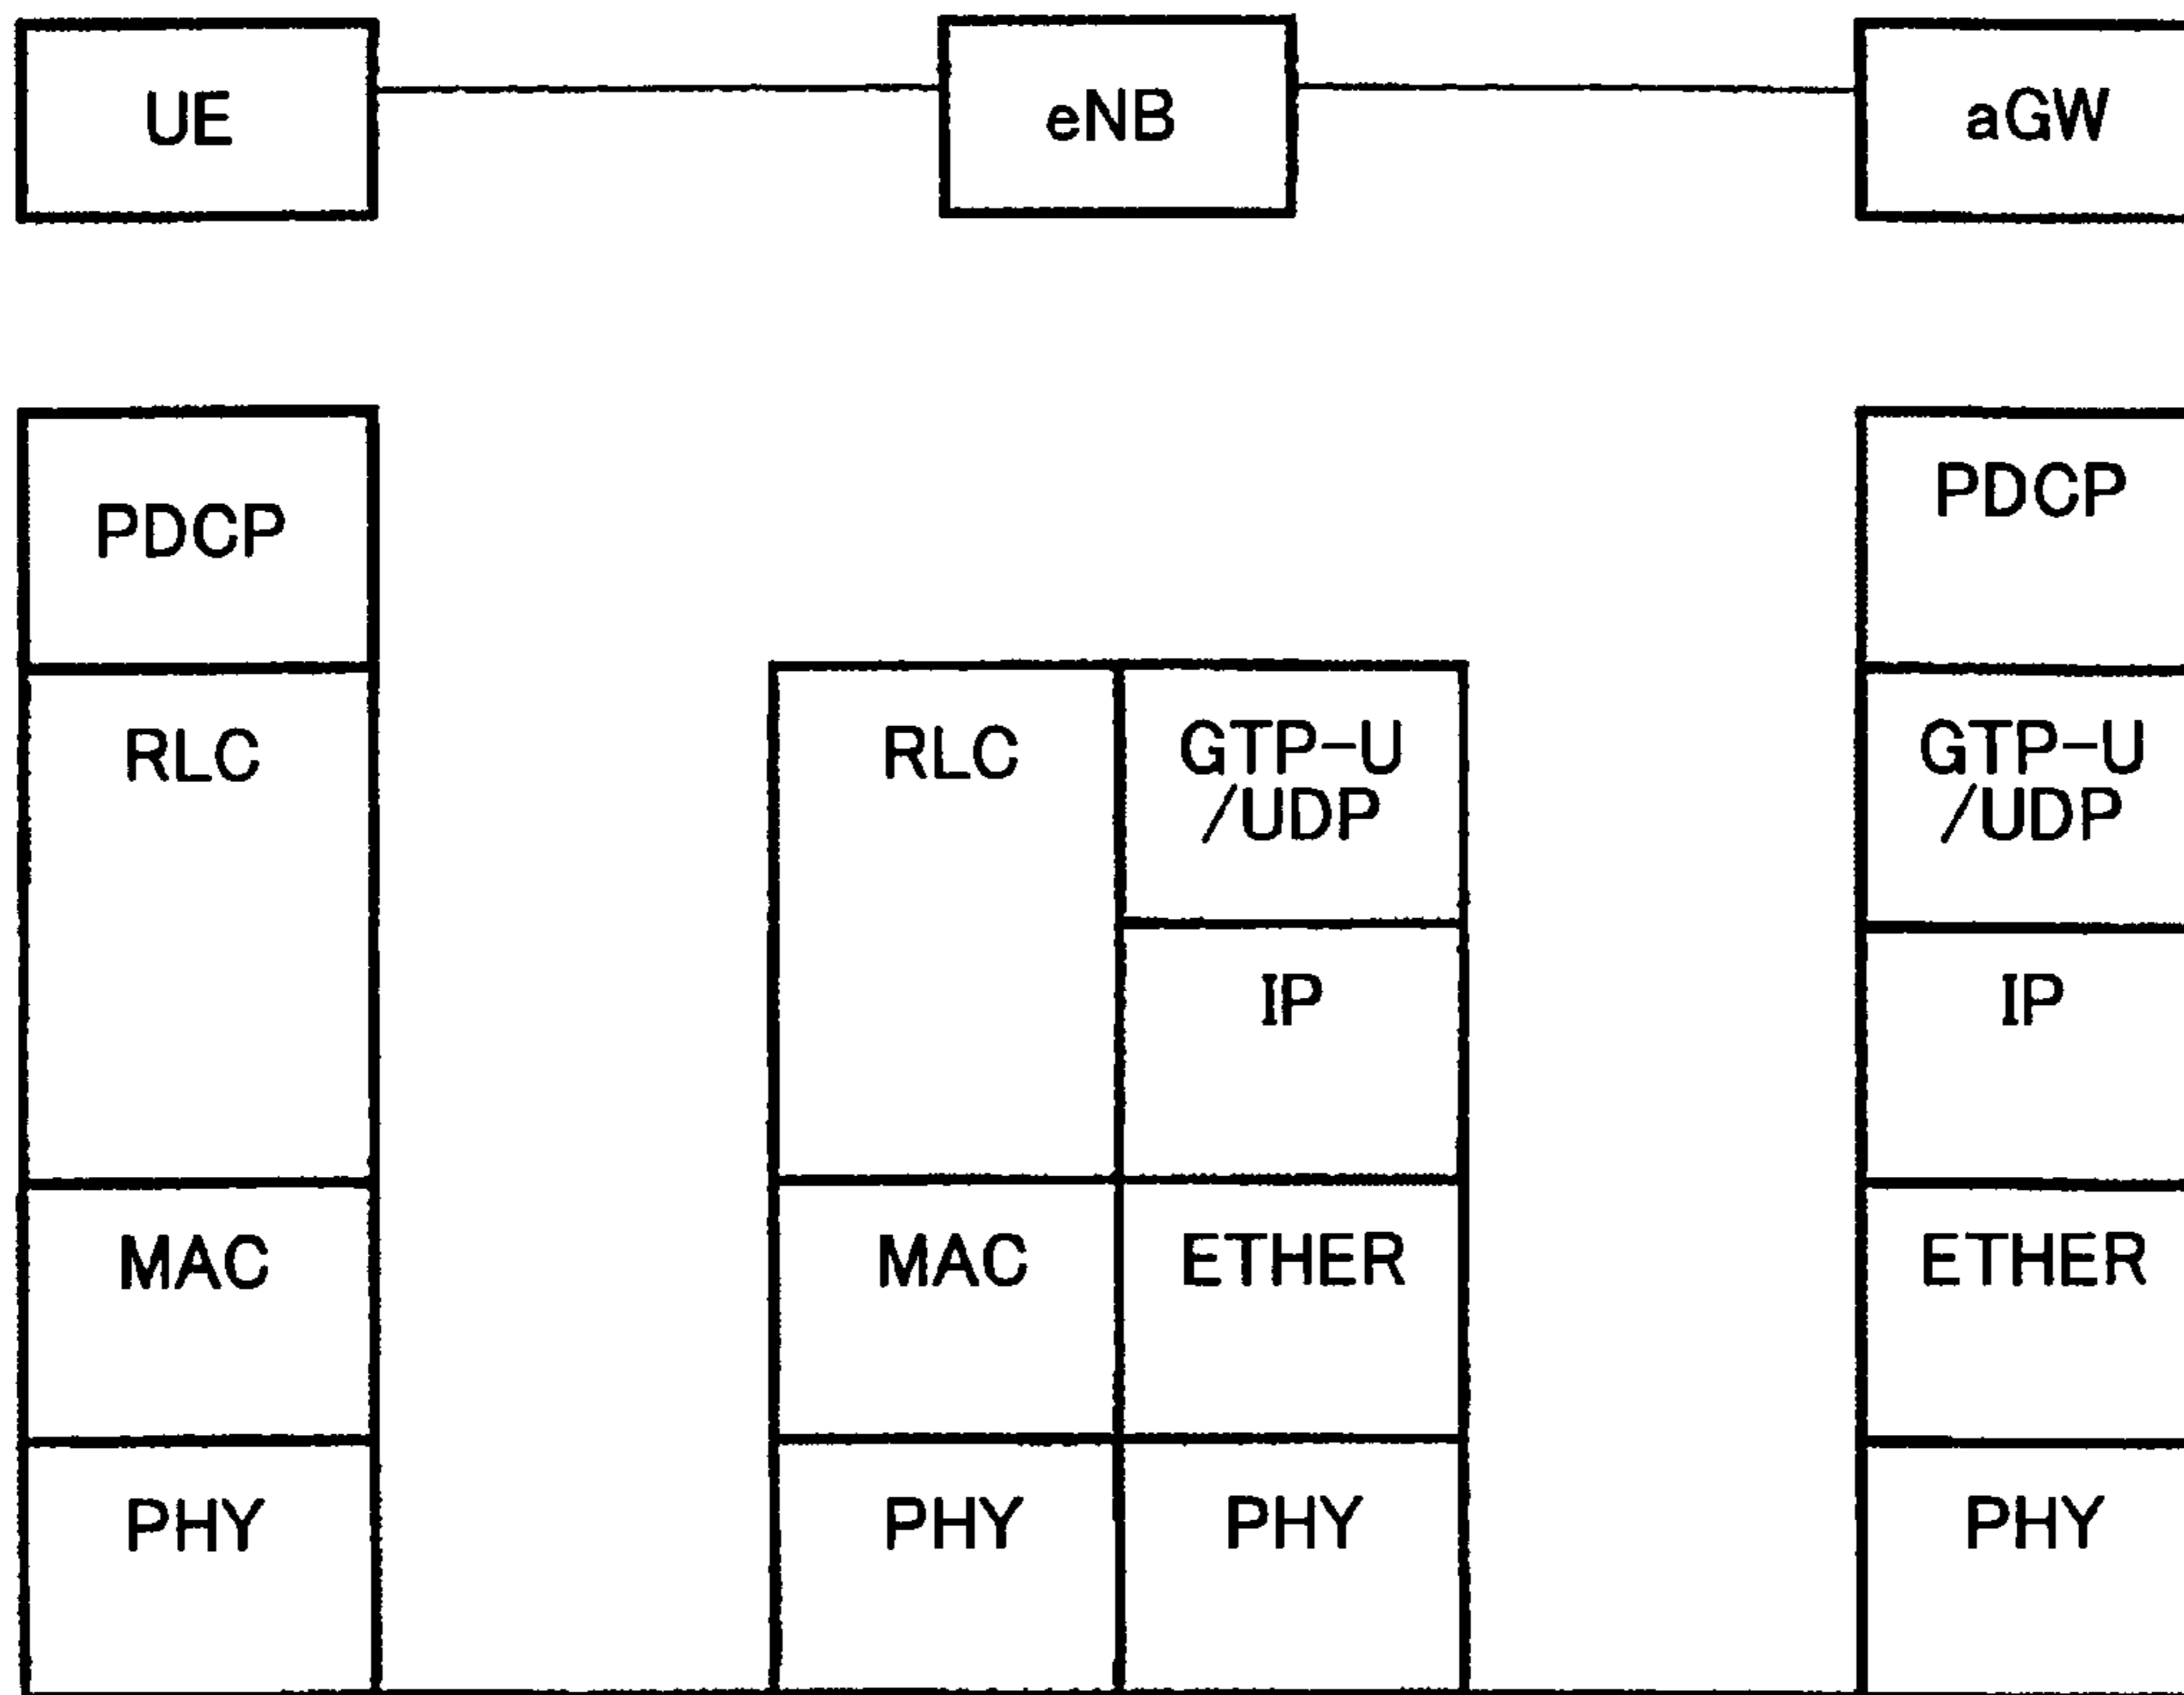 UE
eNB
aGW
PDCP
RLC
MAC
PHY
RLC
MAC
PHY
GTP-U
/UDP
IP
ETHER
PHY
PDCP
GTP-U
/UDP
IP
ETHER
PHY